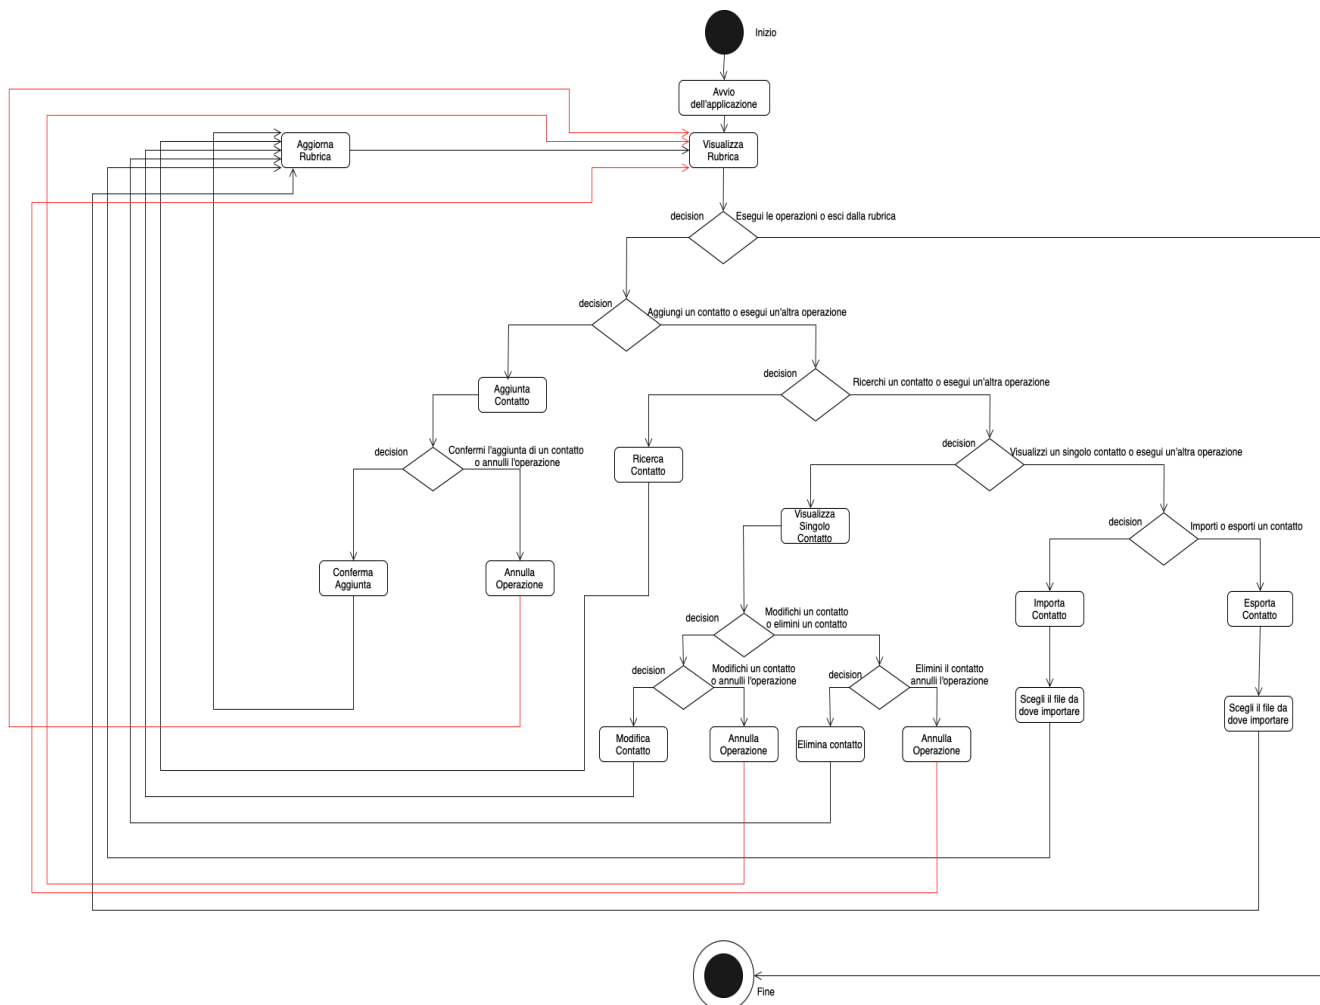 Inizio
Avvio
dell'applicazione
Aggiorna
Rubrica
Visualizza
Rubrica
decision
Esegui le operazioni o esci dalla rubrica
decision
Aggiungi un contatto o esegui un'altra operazione
decision
Ricerchi un contatto o esegui un'altra operazione
Aggiunta
Contatto
decision
Confermi l'aggiunta di un contatto
o annulli l'operazione
Ricerca
Contatto
decision
Visualizzi un singolo contatto o esegui un'altra operazione
Visualizza
Singolo
Contatto
decision
Importi o esporti un contatto
Conferma
Aggiunta
Annulla
Operazione
Importa
Contatto
Esporta
Contatto
decision
Modifichi un contatto
o elimini un contatto
decision
Modifichi un contatto
o annulli l'operazione
decision
Elimini il contatto
annulli l'operazione
Scegli il file da
dove importare
Scegli il file da
dove importare
Modifica
Contatto
Annulla
Operazione
Elimina contatto
Annulla
Operazione
Fine